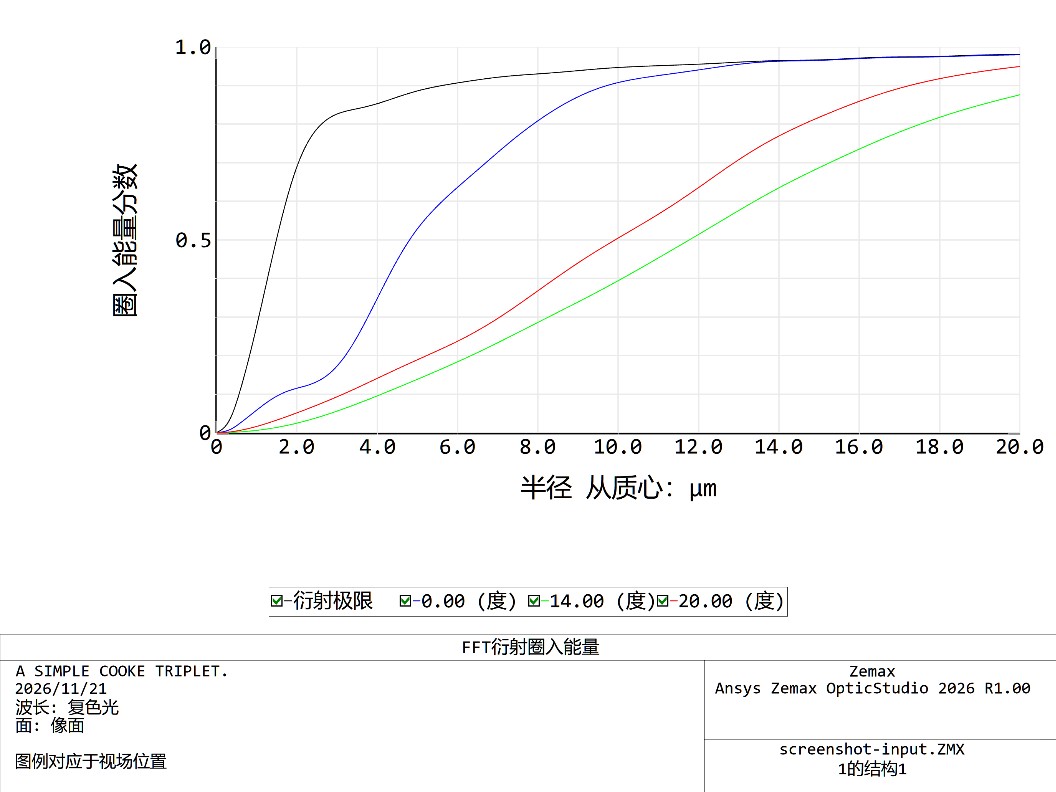 1.0
0.5
0
圈入能量分数
0 2.0 4.0 6.0 8.0 10.0 12.0 14.0 16.0 18.0 20.0
半径 从质心: µm
衍射极限 0.00 (度) 14.00 (度) 20.00 (度)
FFT衍射圈入能量
A SIMPLE COOKE TRIPLET.
2026/11/21
波长: 复色光
面: 像面
图例对应于视场位置
Zemax
Ansys Zemax OpticStudio 2026 R1.00
screenshot-input.ZMX
1的结构1